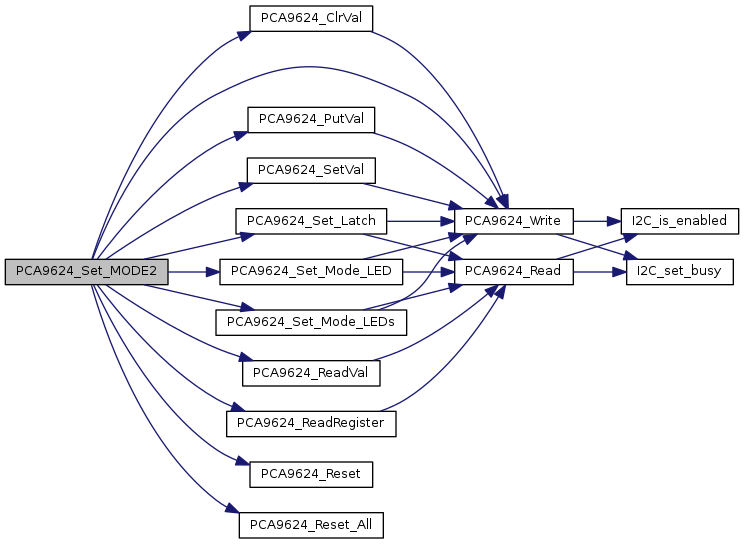 PCA9624_ClrVal
PCA9624_PutVal
PCA9624_SetVal
PCA9624_Set_Latch
PCA9624_Write
I2C_is_enabled
PCA9624_Set_MODE2
PCA9624_Set_Mode_LED
PCA9624_Read
I2C_set_busy
PCA9624_Set_Mode_LEDs
PCA9624_ReadVal
PCA9624_ReadRegister
PCA9624_Reset
PCA9624_Reset_All